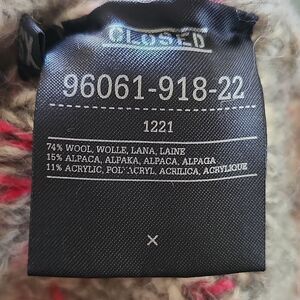 CLOSED
96061-918-22
1221
74% WOOL, WOLLE, LANA, LAINE
15% ALPACA, ALPAKA, ALPACA, ALPAGA
11% ACRYLIC, POLYACRYL, ACRILICA, ACRYLIQUE
×